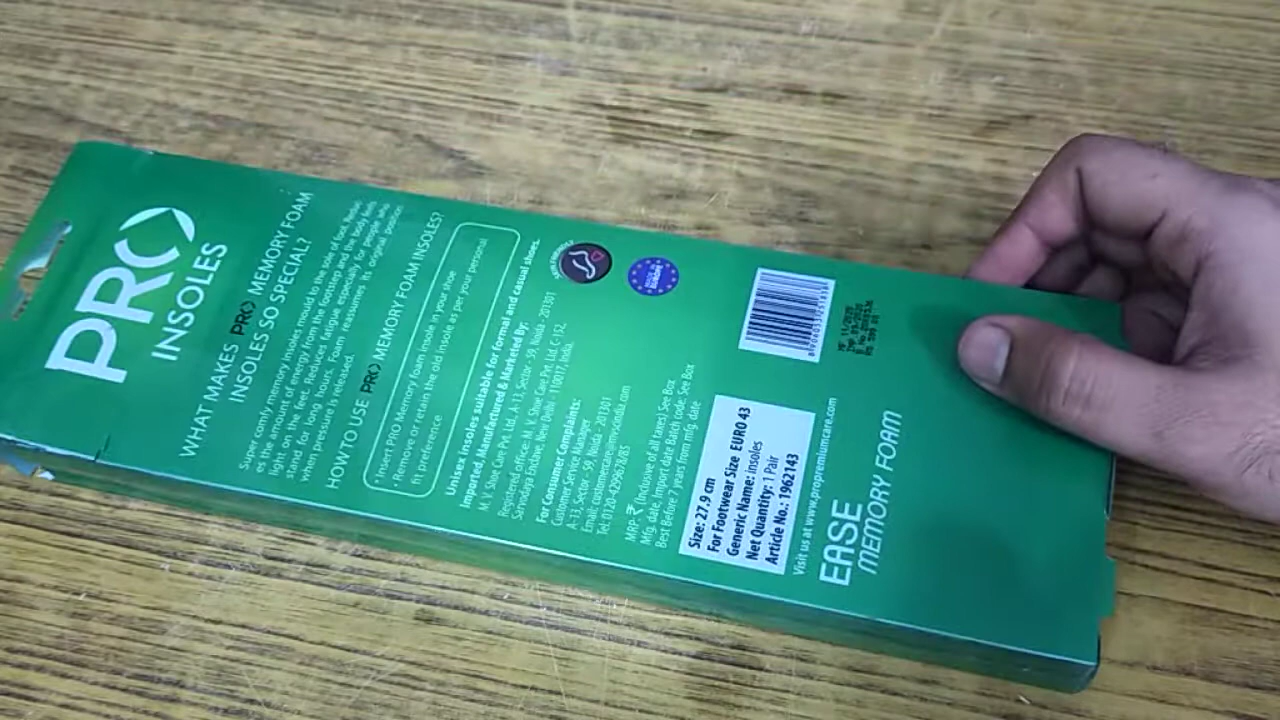 PRO
INSOLES
WHAT MAKES PRO MEMORY FOAM
INSOLES SO SPECIAL?
Super comfy memory insoles mould to the sole of
es the amount of energy from the footstep and the body feels
light on the feet. Reduces fatigue especially for people who
stand for long hours. Foam reassumes its original position
when pressure is released.
HOW TO USE PRO MEMORY FOAM INSOLES?
Insert PRO Memory foam insole in your shoe
Remove or retain the old insole as per your personal
fit preference
Unisex insoles suitable for formal and casual shoes.
Imported, Manufactured & Marketed By:
M. V. Shoe Care Pvt. Ltd. A-13, Sector - 59, Noida - 201301
Registered office: M. V. Shoe Care Pvt. Ltd. C-152,
Sarvodaya Enclave, New Delhi - 110017, India.
For Consumer Complaints:
Customer Service Manager
A-13, Sector - 59, Noida - 201301
Email: customercare@mvshoecareindia.com
Tel: 0120-4299678/85
MRP: ₹ (Inclusive of all taxes) See Box
Mfg. date, Import date Batch code: See Box
Best Before 7 years from mfg. date
Size: 27.9 cm
For Footwear Size EURO 43
Generic Name: insoles
Net Quantity: 1 Pair
Article No.: 1962143
Visit us at www.propremiumcare.com
EASE
MEMORY FOAM